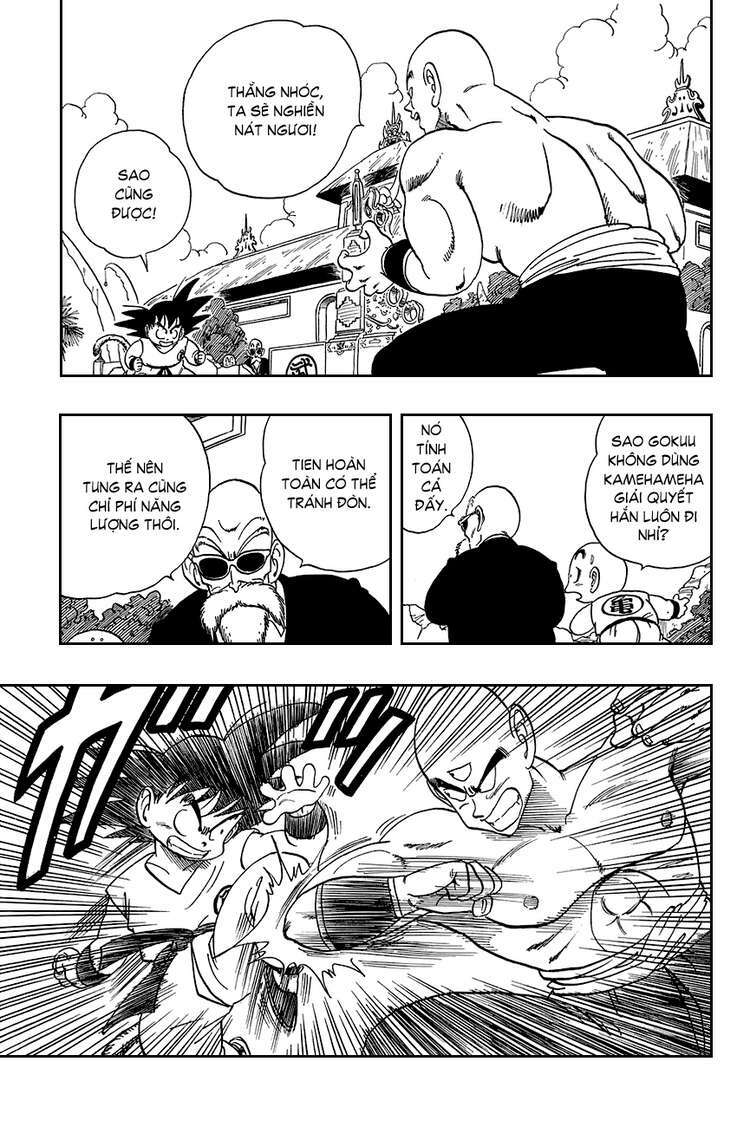 THẰNG NHÓC,
TA SẼ NGHIỀN
NÁT NGƯƠI!
SAO
CŨNG
ĐƯỢC!
SAO GOKUU
KHÔNG DÙNG
KAMEHAMEHA
GIẢI QUYẾT
HẮN LUÔN ĐI
NHỈ?
NÓ
TÍNH
TOÁN
CẢ
ĐẤY.
TIEN HOÀN
TOÀN CÓ THỂ
TRÁNH ĐÒN.
THẾ NÊN
TUNG RA CŨNG
CHỈ PHÍ NĂNG
LƯỢNG THÔI.
亀
武